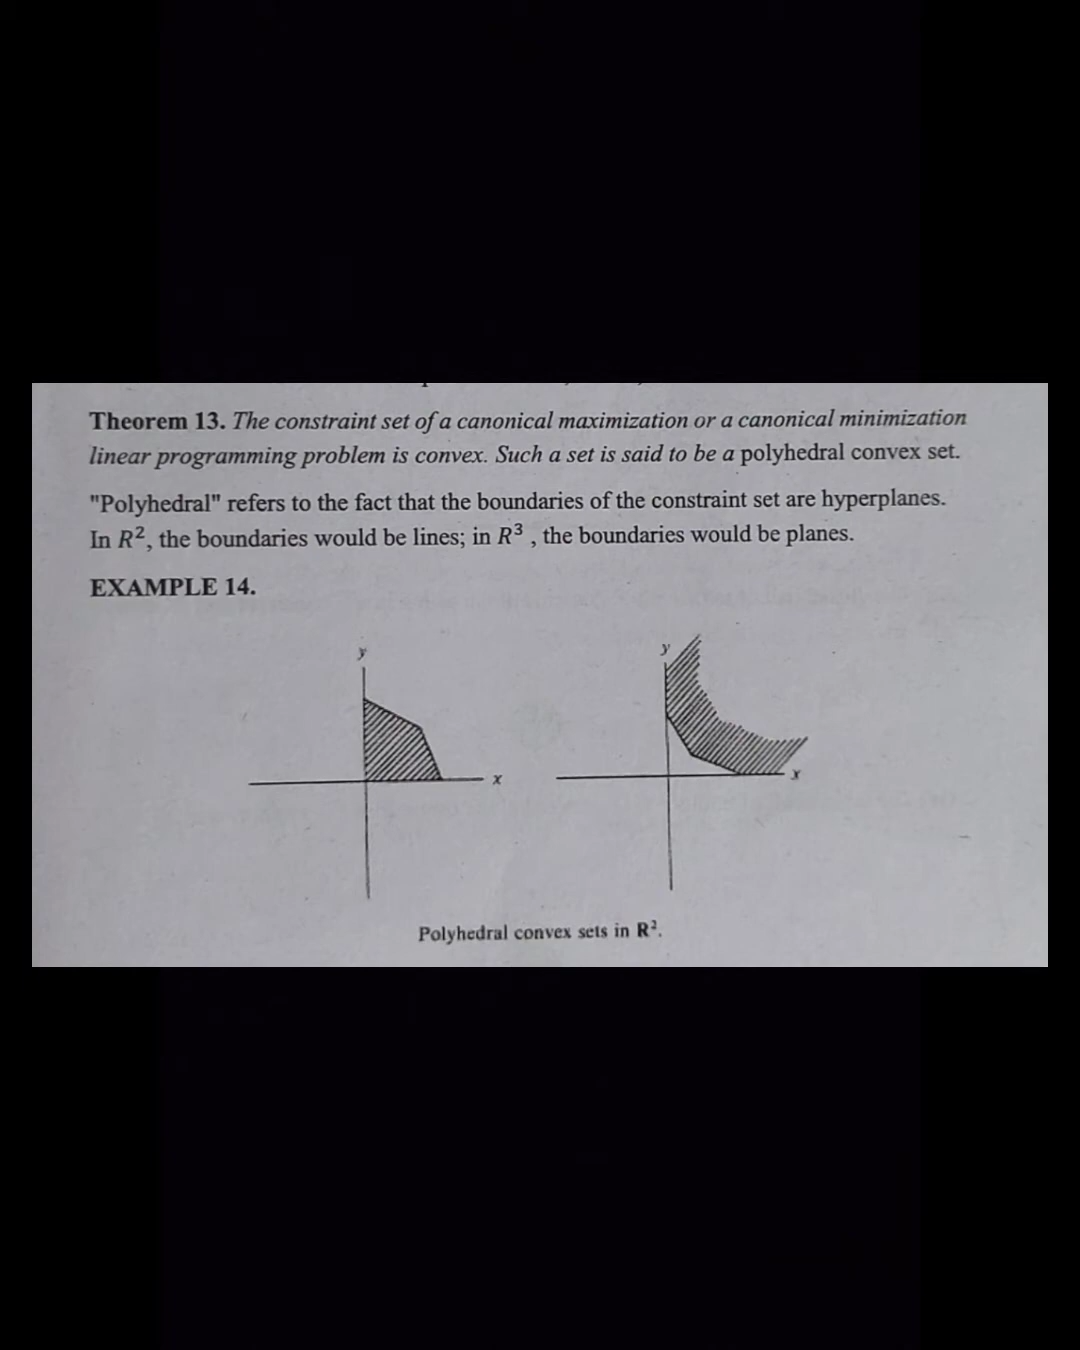 Theorem 13. The constraint set of a canonical maximization or a canonical minimization
linear programming problem is convex. Such a set is said to be a polyhedral convex set.
"Polyhedral" refers to the fact that the boundaries of the constraint set are hyperplanes.
In R², the boundaries would be lines; in R³ , the boundaries would be planes.
EXAMPLE 14.
y
x
y
x
Polyhedral convex sets in R².